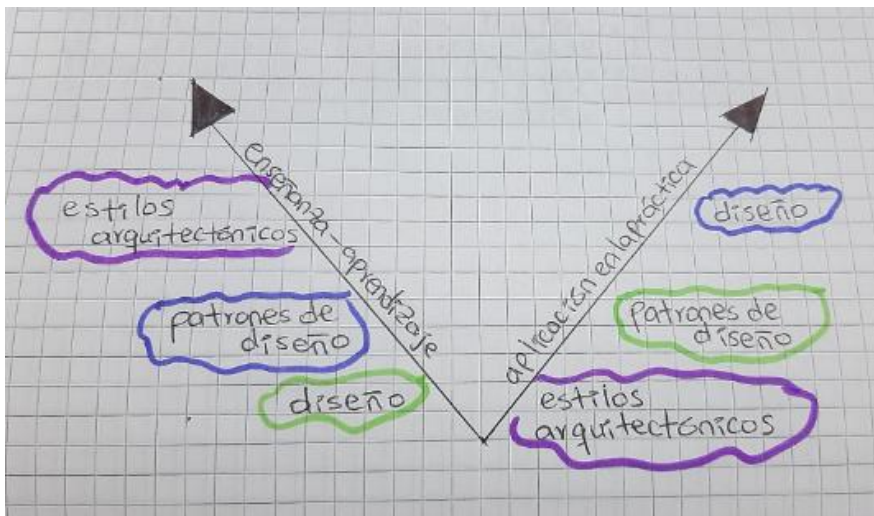 enseñanza-aprendizaje
estilos
arquitectónicos
patrones de
diseño
diseño
aplicación en la práctica
diseño
patrones de
diseño
estilos
arquitectónicos